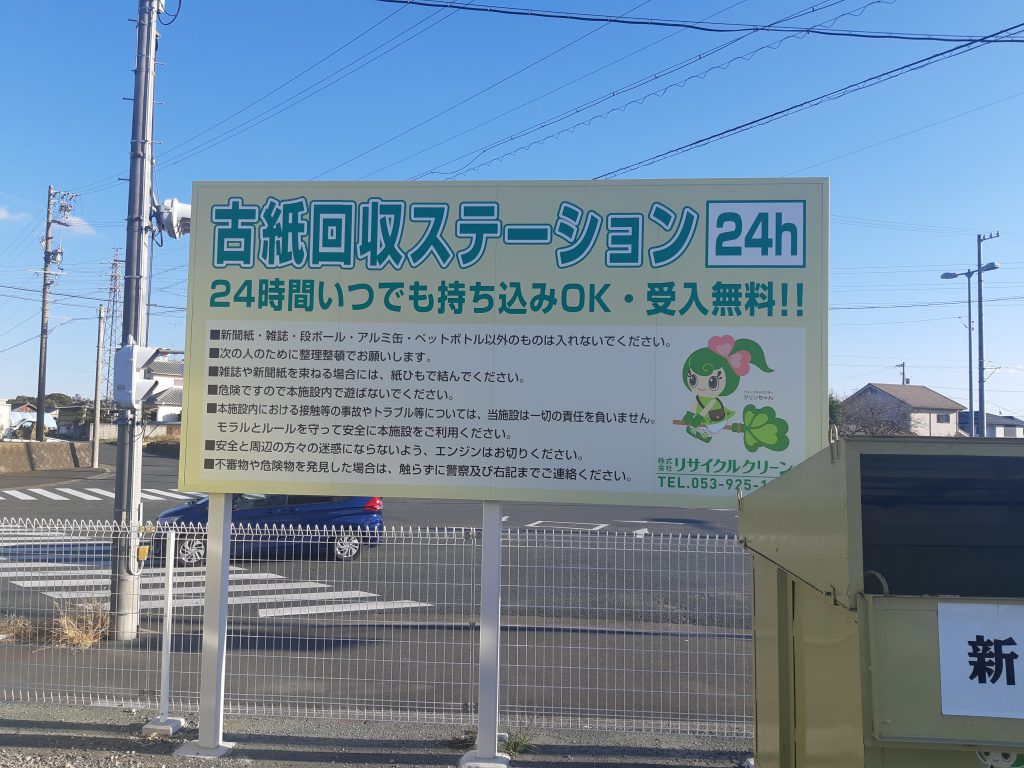 古紙回収ステーション 24h
24時間いつでも持ち込みOK・受入無料!!
■新聞紙・雑誌・段ボール・アルミ缶・ペットボトル以外のものは入れないでください。
■次の人のために整理整頓でお願いします。
■雑誌や新聞紙を束ねる場合には、紙ひもで結んでください。
■危険ですので本施設内で遊ばないでください。
■本施設内における接触等の事故やトラブル等については、当施設は一切の責任を負いません。
モラルとルールを守って安全に本施設をご利用ください。
■安全と周辺の方々の迷惑にならないよう、エンジンはお切りください。
■不審物や危険物を発見した場合は、触らずに警察及び右記までご連絡ください。
クリンちゃん
株式会社リサイクルクリーン
TEL.053-925-1
新